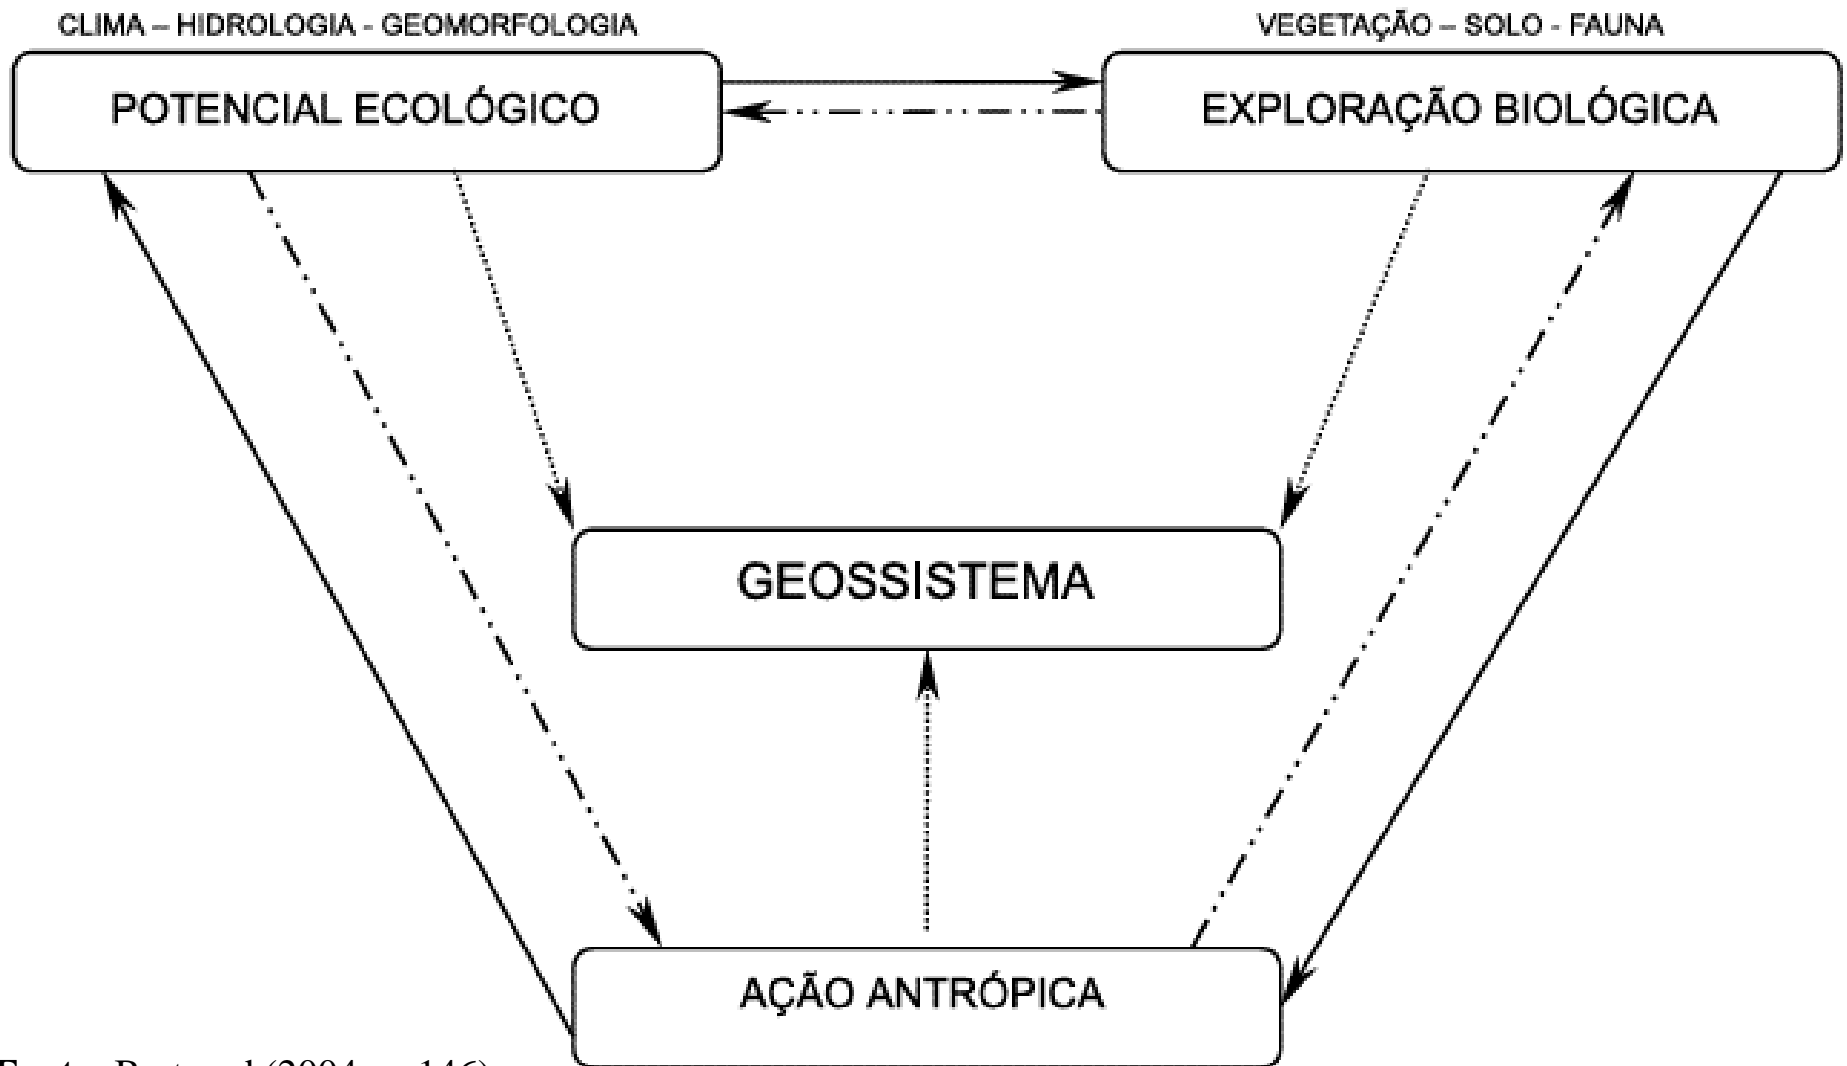 CLIMA – HIDROLOGIA - GEOMORFOLOGIA
VEGETAÇÃO – SOLO - FAUNA
POTENCIAL ECOLÓGICO
EXPLORAÇÃO BIOLÓGICA
GEOSSISTEMA
AÇÃO ANTRÓPICA